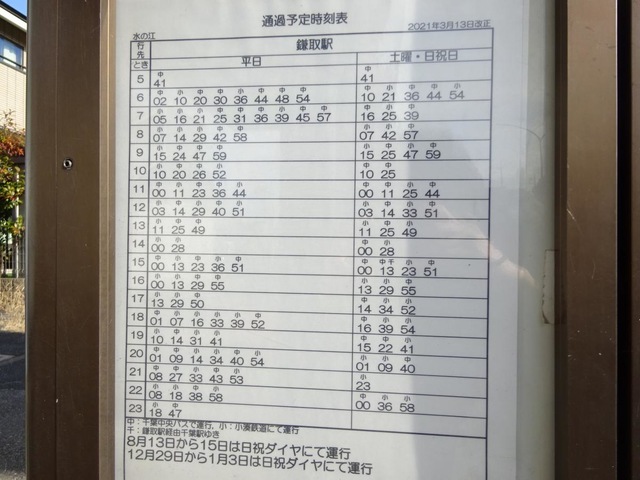 通過予定時刻表
2021年3月13日改正
水の江
行先 鎌取駅
とき 平日 土曜・日祝日
5 41 41
6 02 10 20 30 36 44 48 54 10 21 36 44 54
7 05 16 21 25 31 36 39 45 57 16 25 39
8 07 14 29 42 58 07 42 57
9 15 24 47 59 15 25 47 59
10 10 20 26 52 10 25
11 00 11 23 36 44 00 11 25 44
12 03 14 29 40 51 03 14 33 51
13 11 25 49 11 25 49
14 00 28 00 28
15 00 13 23 36 51 00 13 23 51
16 00 13 29 55 13 29 55
17 13 29 50 14 34 52
18 01 07 16 33 39 52 16 39 54
19 10 14 31 41 15 22 41
20 01 09 14 34 40 54 01 09 40
21 08 27 33 43 53 23
22 08 18 38 58 00 36 58
23 18 47
中：千葉中央バスで運行，小：小湊鉄道にて運行
千：鎌取駅経由千葉駅ゆき
8月13日から15日は日祝ダイヤにて運行
12月29日から1月3日は日祝ダイヤにて運行